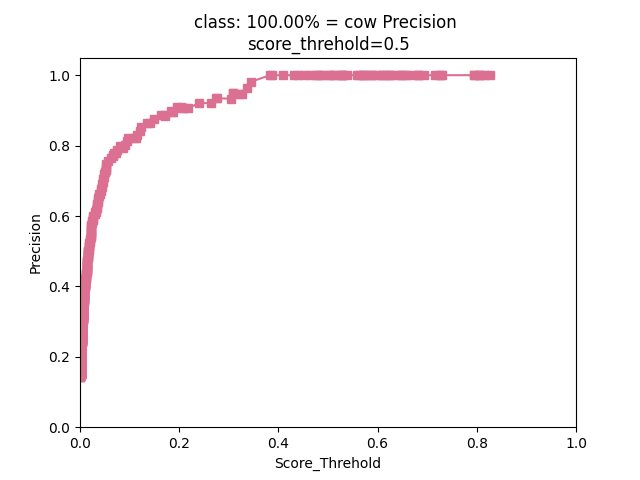 class: 100.00% = cow Precision
score_threhold=0.5
Precision
1.0
0.8
0.6
0.4
0.2
0.0
0.0 0.2 0.4 0.6 0.8 1.0
Score_Threhold